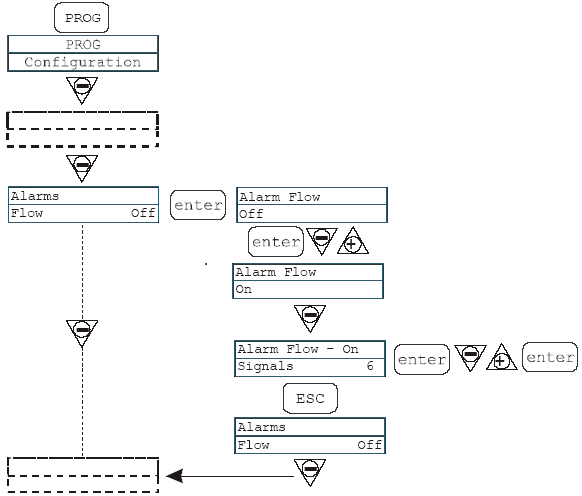 PROG
PROG
Configuration
Alarms
Flow Off
enter
Alarm Flow
Off
enter
Alarm Flow
On
Alarm Flow - On
Signals 6
enter
enter
ESC
Alarms
Flow Off